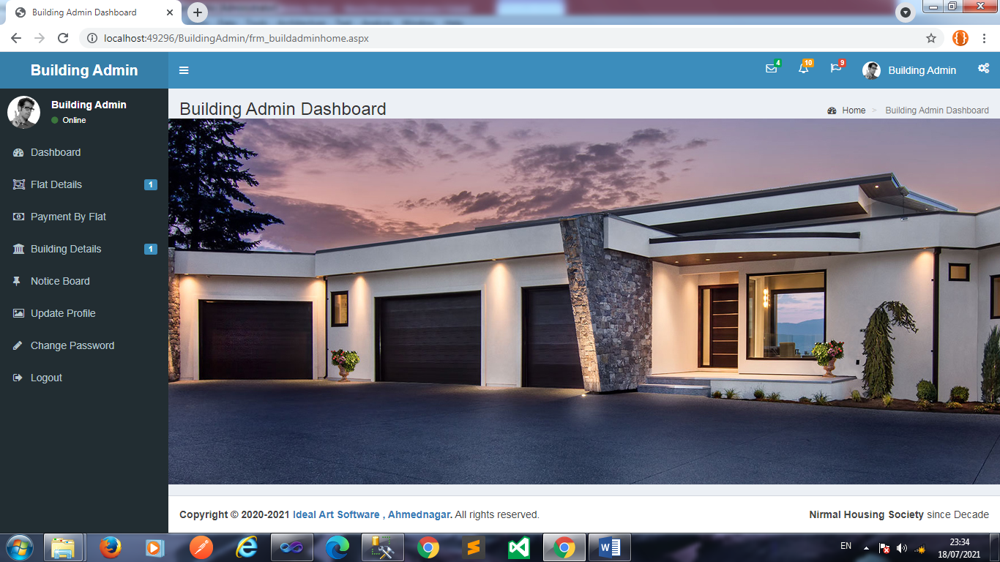 Building Admin Dashboard
localhost:49296/BuildingAdmin/frm_buildadminhome.aspx
Building Admin
4
10
9
Building Admin
Building Admin
Online
Building Admin Dashboard
Home > Building Admin Dashboard
Dashboard
Flat Details 1
Payment By Flat
Building Details 1
Notice Board
Update Profile
Change Password
Logout
Copyright © 2020-2021 Ideal Art Software , Ahmednagar. All rights reserved.
Nirmal Housing Society since Decade
EN
23:34
18/07/2021